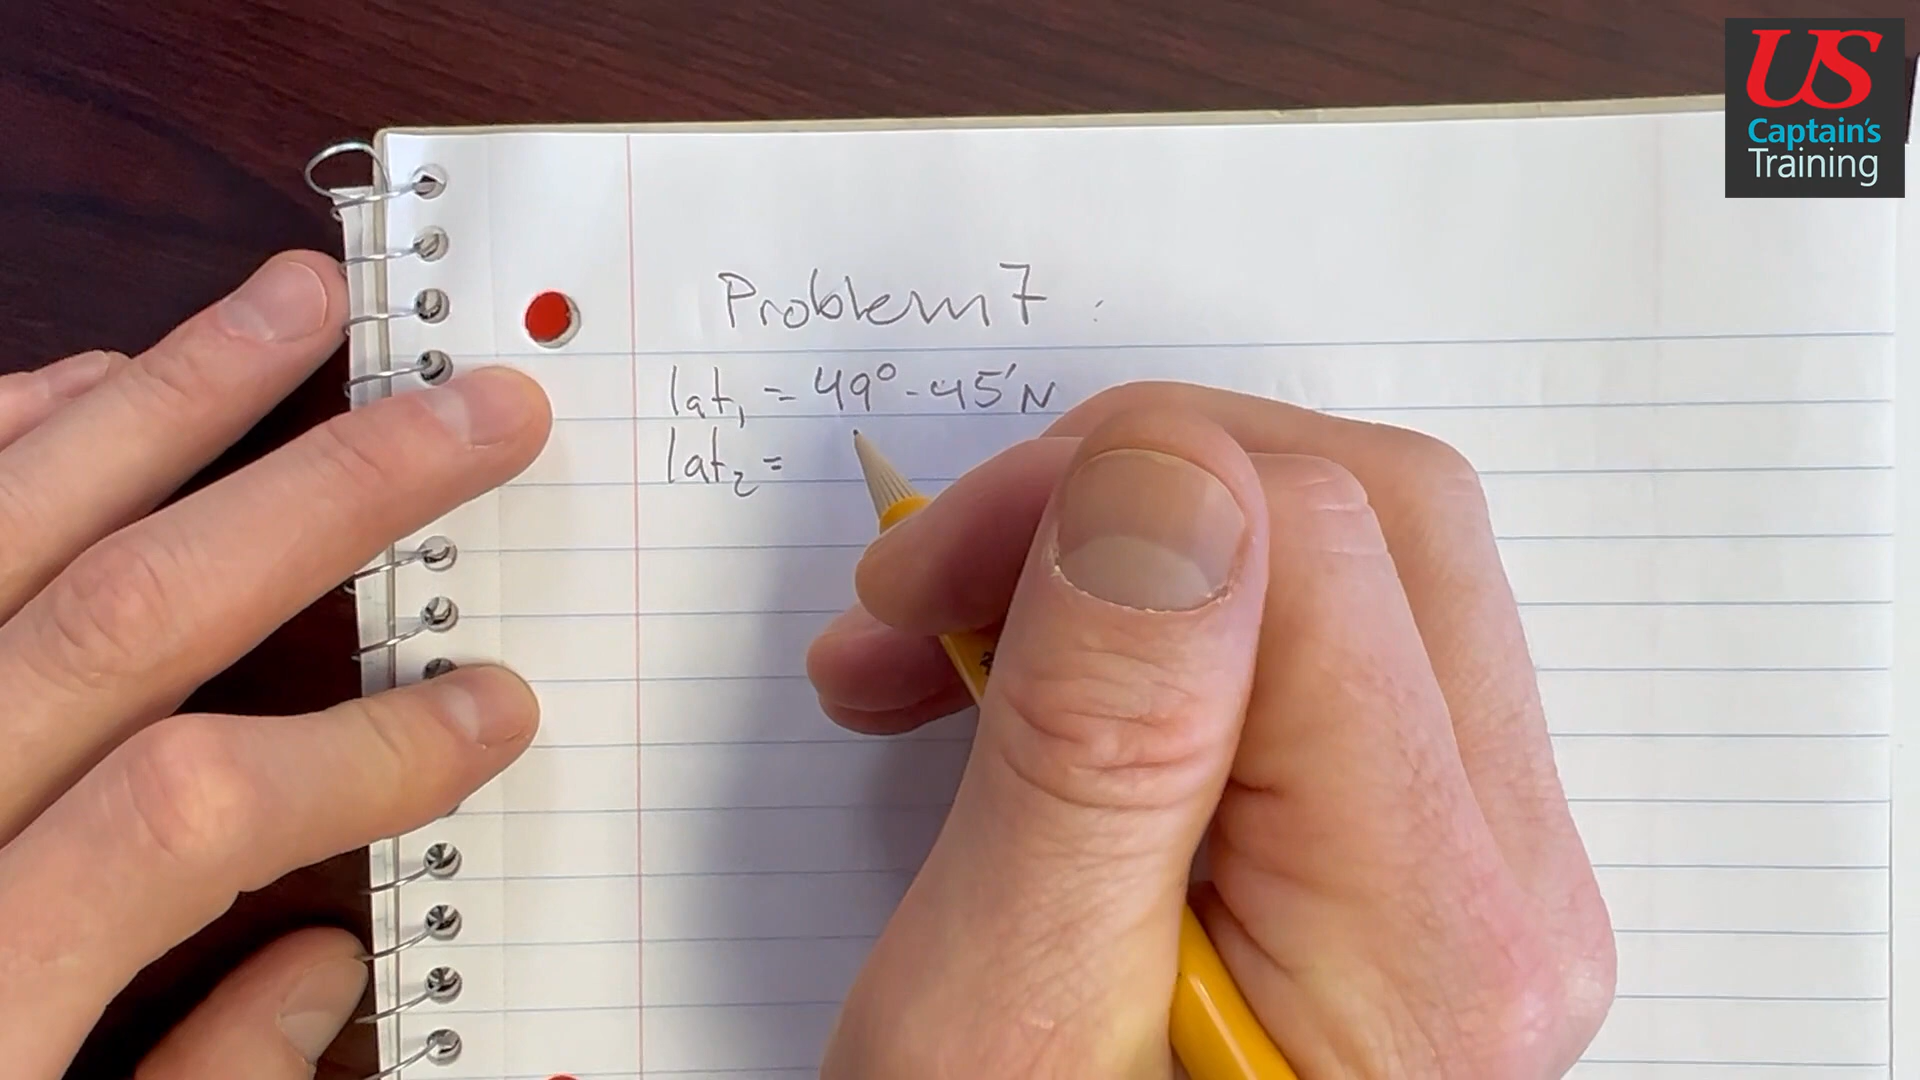 US
Captain's
Training
Problem 7 :
lat₁ = 49° - 45' N
lat₂ =